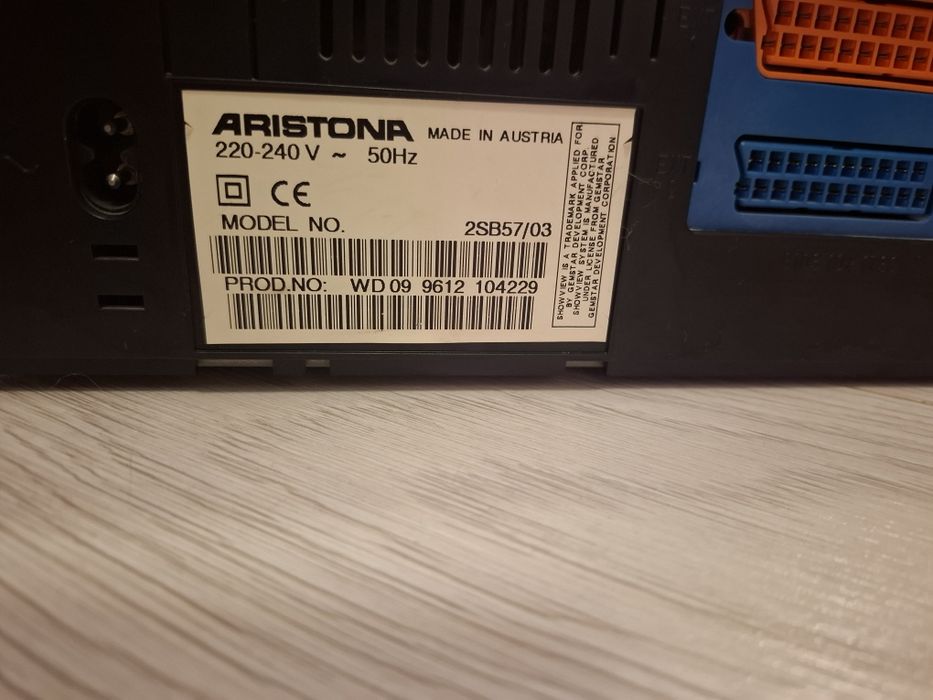 ARISTONA MADE IN AUSTRIA
220-240 V ~ 50Hz
CE
MODEL NO. 2SB57/03
PROD.NO: WD 09 9612 104229
SHOWVIEW IS A TRADEMARK APPLIED FOR
BY GEMSTAR DEVELOPMENT CORP.
SHOWVIEW SYSTEM IS MANUFACTURED
UNDER LICENSE FROM GEMSTAR
GEMSTAR DEVELOPMENT CORPORATION